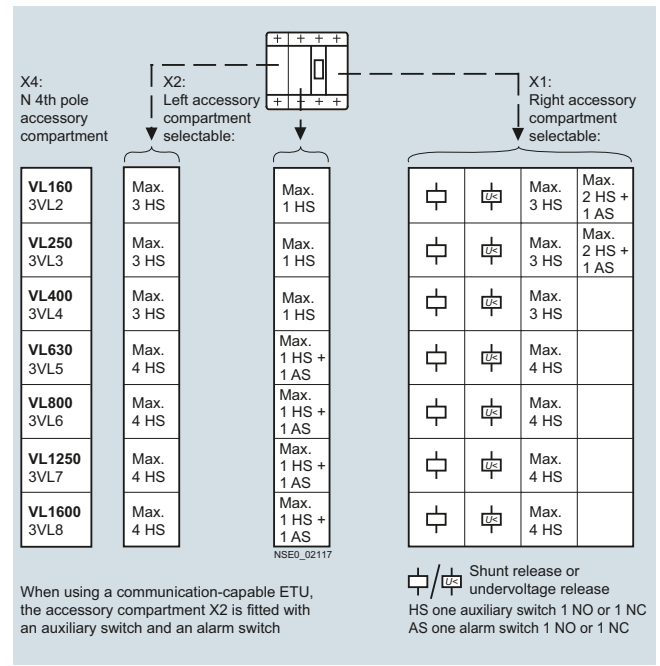 + + + +
+ + + +
X4:
N 4th pole
accessory
compartment
X2:
Left accessory
compartment
selectable:
X1:
Right accessory
compartment
selectable:
VL160
3VL2
Max.
3 HS
Max.
1 HS
U<
Max.
3 HS
Max.
2 HS +
1 AS
VL250
3VL3
Max.
3 HS
Max.
1 HS
U<
Max.
3 HS
Max.
2 HS +
1 AS
VL400
3VL4
Max.
3 HS
Max.
1 HS
U<
Max.
3 HS
VL630
3VL5
Max.
4 HS
Max.
1 HS +
1 AS
U<
Max.
4 HS
VL800
3VL6
Max.
4 HS
Max.
1 HS +
1 AS
U<
Max.
4 HS
VL1250
3VL7
Max.
4 HS
Max.
1 HS +
1 AS
U<
Max.
4 HS
VL1600
3VL8
Max.
4 HS
Max.
1 HS +
1 AS
U<
Max.
4 HS
NSE0_02117
When using a communication-capable ETU,
the accessory compartment X2 is fitted with
an auxiliary switch and an alarm switch
/ U< Shunt release or
undervoltage release
HS one auxiliary switch 1 NO or 1 NC
AS one alarm switch 1 NO or 1 NC